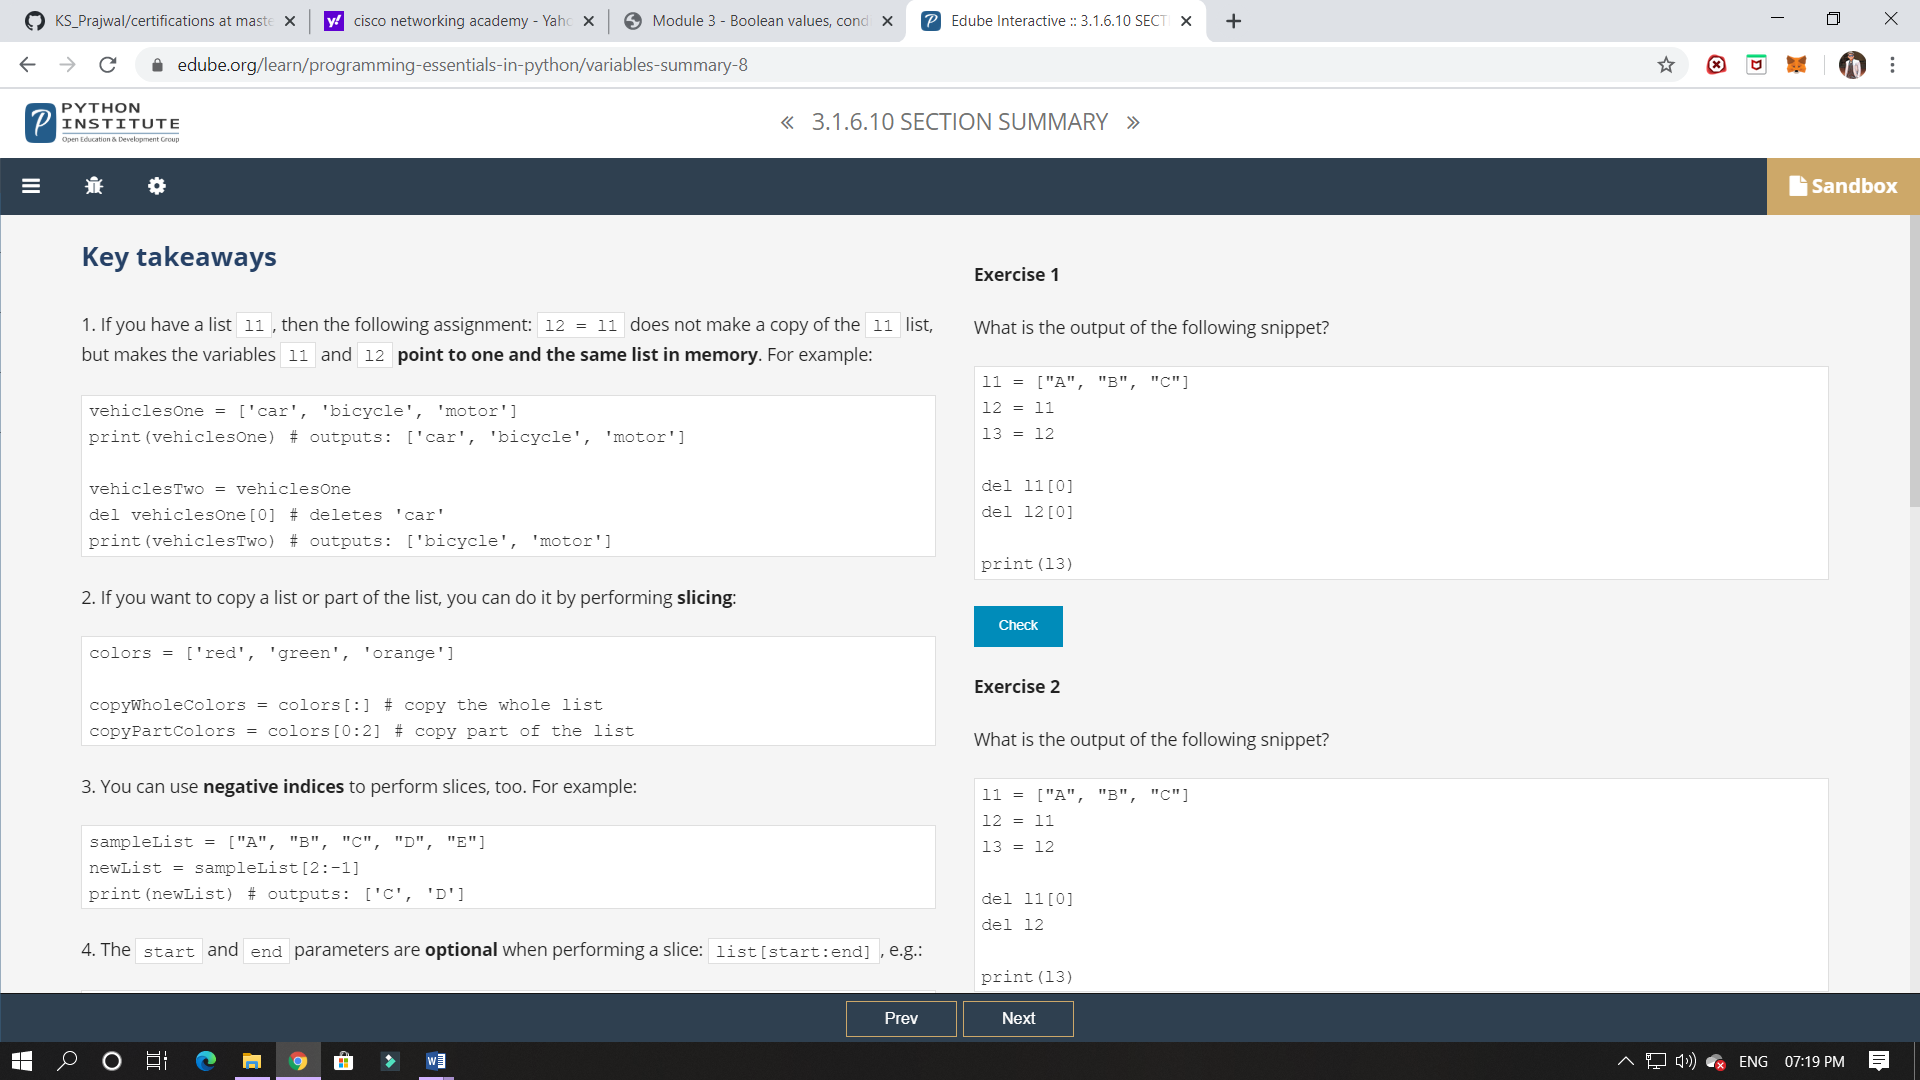 KS_Prajwal/certifications at maste
cisco networking academy - Yaho
Module 3 - Boolean values, condi
Edube Interactive :: 3.1.6.10 SECTI
edube.org/learn/programming-essentials-in-python/variables-summary-8
PYTHON
INSTITUTE
Open Education & Development Group
« 3.1.6.10 SECTION SUMMARY »
Sandbox
Key takeaways
1. If you have a list l1 , then the following assignment: l2 = l1 does not make a copy of the l1 list,
but makes the variables l1 and l2 point to one and the same list in memory. For example:
vehiclesOne = ['car', 'bicycle', 'motor']
print(vehiclesOne) # outputs: ['car', 'bicycle', 'motor']
vehiclesTwo = vehiclesOne
del vehiclesOne[0] # deletes 'car'
print(vehiclesTwo) # outputs: ['bicycle', 'motor']
2. If you want to copy a list or part of the list, you can do it by performing slicing:
colors = ['red', 'green', 'orange']
copyWholeColors = colors[:] # copy the whole list
copyPartColors = colors[0:2] # copy part of the list
3. You can use negative indices to perform slices, too. For example:
sampleList = ["A", "B", "C", "D", "E"]
newList = sampleList[2:-1]
print(newList) # outputs: ['C', 'D']
4. The start and end parameters are optional when performing a slice: list[start:end] , e.g.:
Exercise 1
What is the output of the following snippet?
l1 = ["A", "B", "C"]
l2 = l1
l3 = l2
del l1[0]
del l2[0]
print(l3)
Check
Exercise 2
What is the output of the following snippet?
l1 = ["A", "B", "C"]
l2 = l1
l3 = l2
del l1[0]
del l2
print(l3)
Prev
Next
ENG
07:19 PM